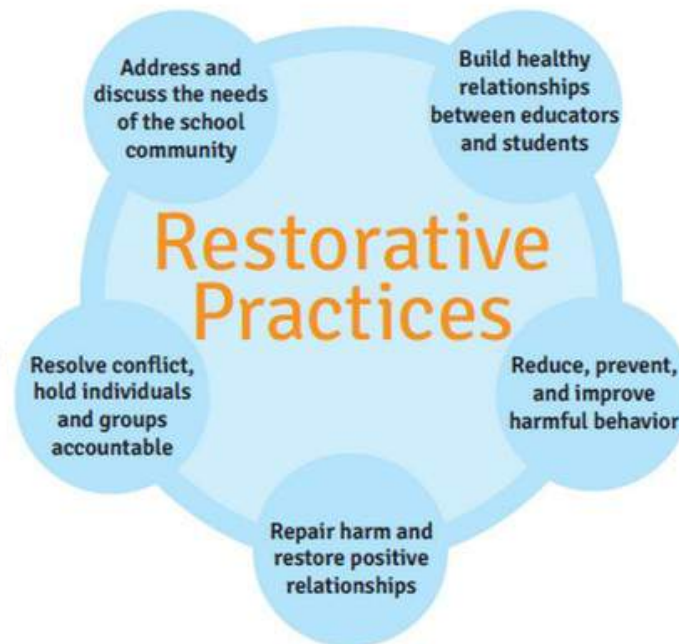 Address and
discuss the needs
of the school
community
Build healthy
relationships
between educators
and students
Restorative
Practices
Resolve conflict,
hold individuals
and groups
accountable
Reduce, prevent,
and improve
harmful behavior
Repair harm and
restore positive
relationships